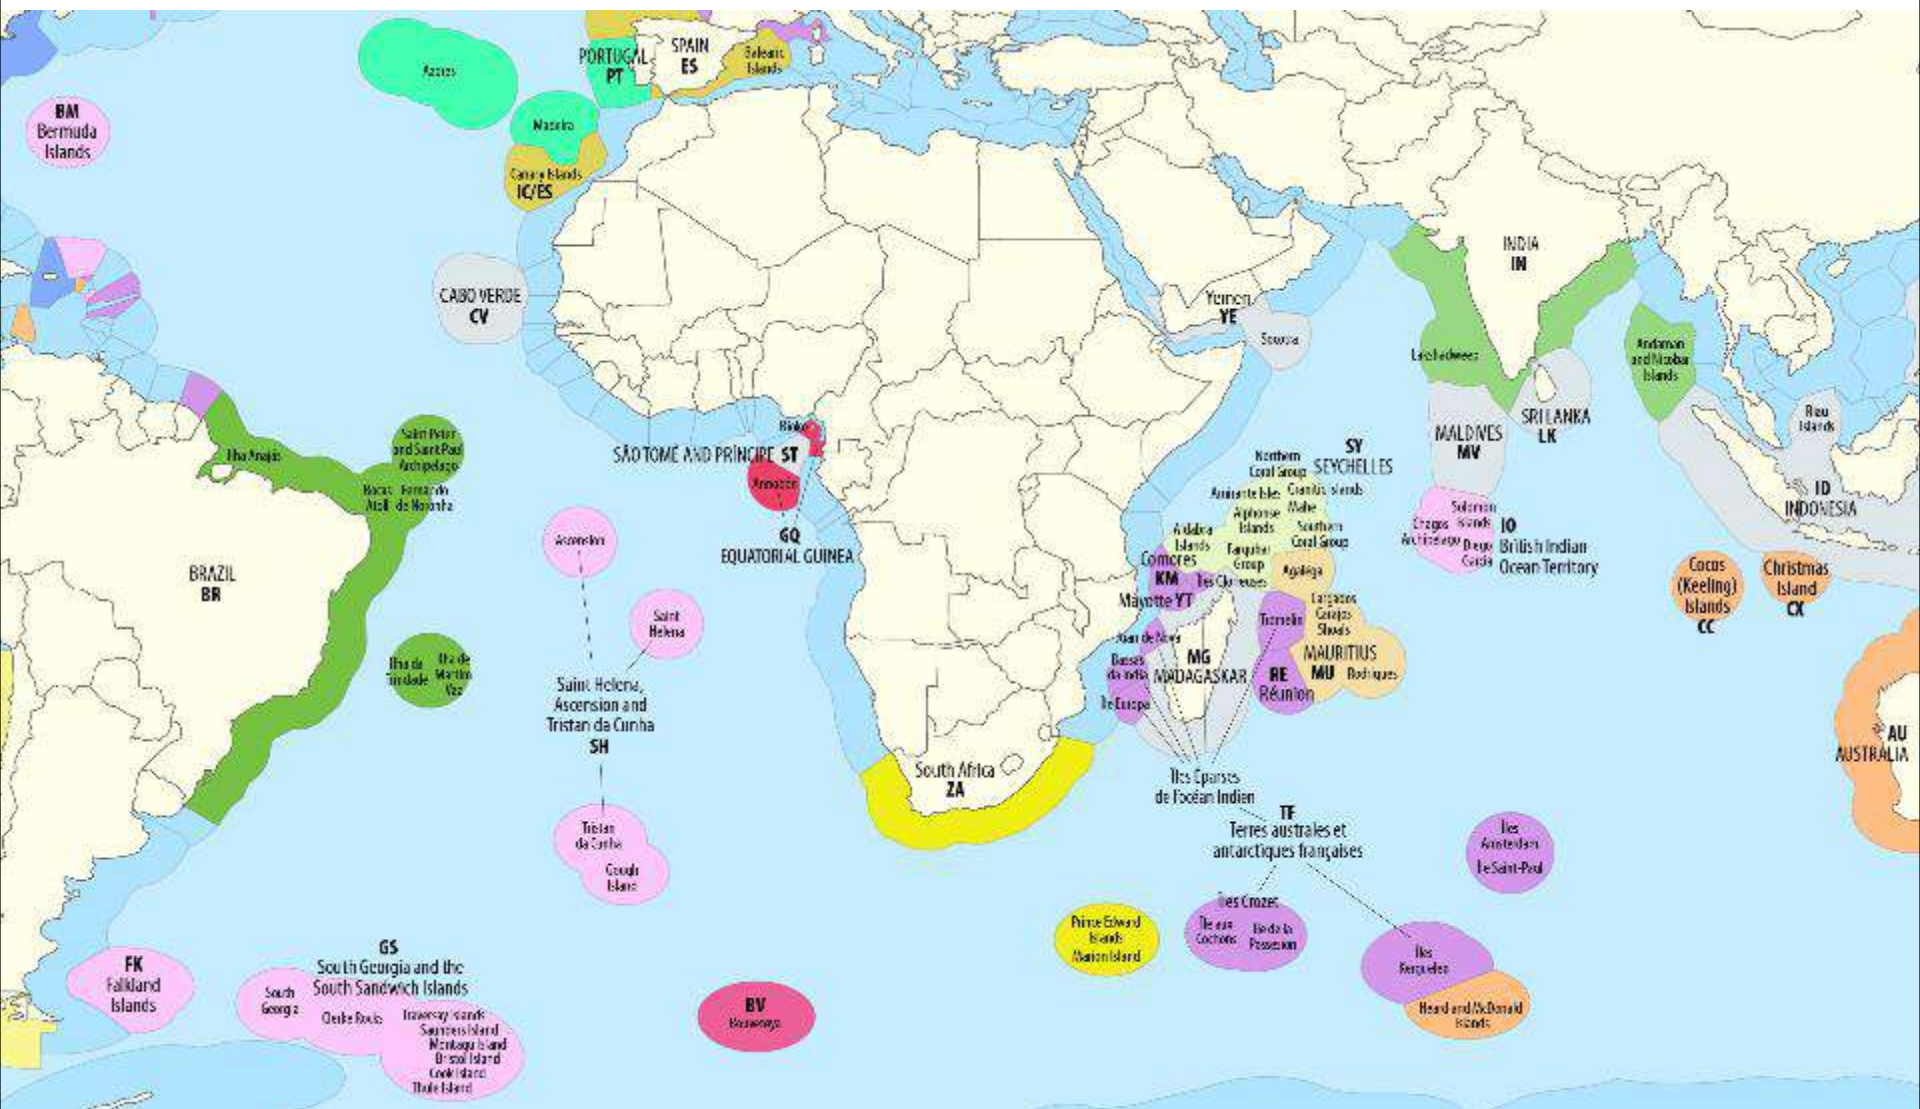 Azores
PORTUGAL
PT
SPAIN
ES
Balearic
Islands
BM
Bermuda
Islands
Madeira
Canary Islands
IC/ES
CABO VERDE
CV
INDIA
IN
Yemen
YE
Socotra
Lakshadweep
Andaman
and Nicobar
Islands
MALDIVES
MV
SRI LANKA
LK
Riau
Islands
ID
INDONESIA
Ilha Anajás
Saint Peter
and Saint Paul
Archipelago
Rocas
Atoll
Fernando
de Noronha
BRAZIL
BR
Ilha da
Trindade
Ilha de
Martim
Vaz
Bioko
SÃO TOMÉ AND PRÍNCIPE ST
Annobón
GQ
EQUATORIAL GUINEA
Ascension
Saint
Helena
Saint Helena,
Ascension and
Tristan da Cunha
SH
Tristan
da Cunha
Gough
Island
SY
SEYCHELLES
Northern
Coral Group
Amirante Isles
Granitic Islands
Mahe
Alphonse
Islands
Southern
Coral Group
Aldabra
Islands
Farquhar
Group
Comores
KM
Îles Glorieuses
Agaléga
Mayotte YT
Cargados
Carajos
Shoals
Tromelin
Juan de Nova
Bassas
da India
MG
MADAGASKAR
MAURITIUS
MU
Rodrigues
RE
Réunion
Île Europa
Solomon
Islands
Chagos
Archipelago
Diego
Garcia
IO
British Indian
Ocean Territory
Cocos
(Keeling)
Islands
CC
Christmas
Island
CX
AU
AUSTRALIA
South Africa
ZA
Îles Éparses
de l'océan Indien
TF
Terres australes et
antarctiques françaises
Îles
Amsterdam
Île Saint-Paul
Îles Crozet
Île aux
Cochons
Île de la
Possession
Îles
Kerguelen
Heard and McDonald
Islands
Prince Edward
Islands
Marion Island
FK
Falkland
Islands
GS
South Georgia and the
South Sandwich Islands
South
Georgia
Clerke Rocks
Traversay Islands
Saunders Island
Montagu Island
Bristol Island
Cook Island
Thule Island
BV
Bouvetøya